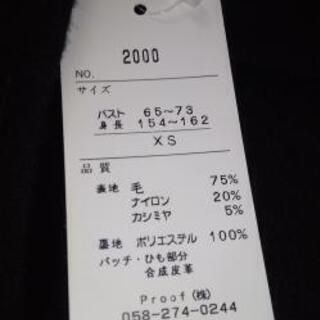 2000
NO.
サイズ
バスト 65～73
身長 154～162
XS
品質
表地 毛 75%
ナイロン 20%
カシミヤ 5%
裏地 ポリエステル 100%
パッチ・ひも部分
合成皮革
Proof (株)
058-274-0244